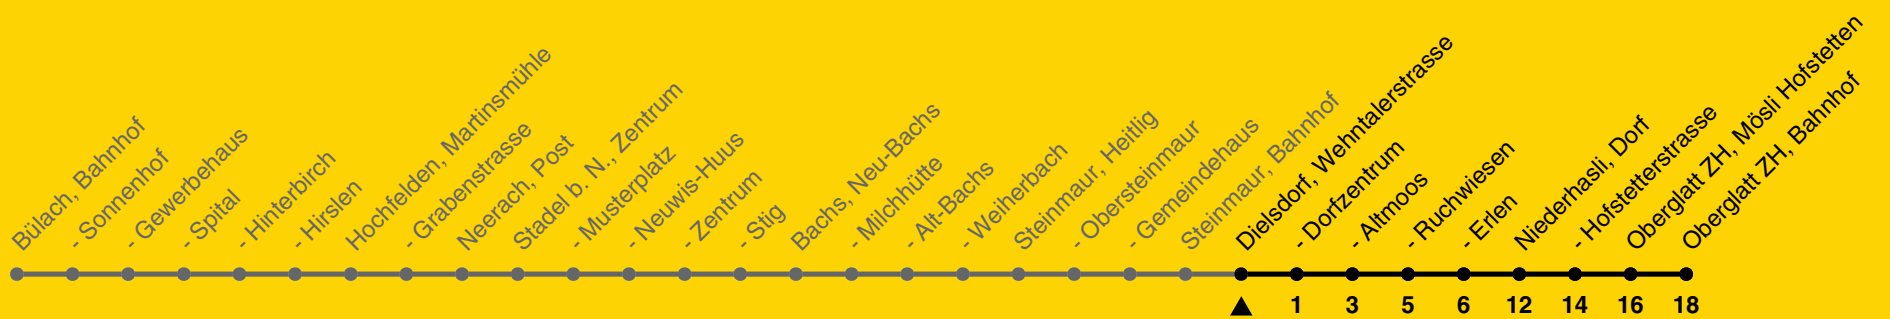 Bülach, Bahnhof
- Sonnenhof
- Gewerbehaus
- Spital
- Hinterbirch
- Hirslen
Hochfelden, Martinsmühle
- Grabenstrasse
Neerach, Post
Stadel b. N., Zentrum
- Musterplatz
- Neuwis-Huus
- Zentrum
- Stig
Bachs, Neu-Bachs
- Milchhütte
- Alt-Bachs
- Weiherbach
Steinmaur, Heitlig
- Obersteinmaur
- Gemeindehaus
Steinmaur, Bahnhof
Dielsdorf, Wehntalerstrasse
- Dorfzentrum
- Altmoos
- Ruchwiesen
- Erlen
Niederhasli, Dorf
- Hofstetterstrasse
Oberglatt ZH, Mösli Hofstetten
Oberglatt ZH, Bahnhof
1 3 5 6 12 14 16 18